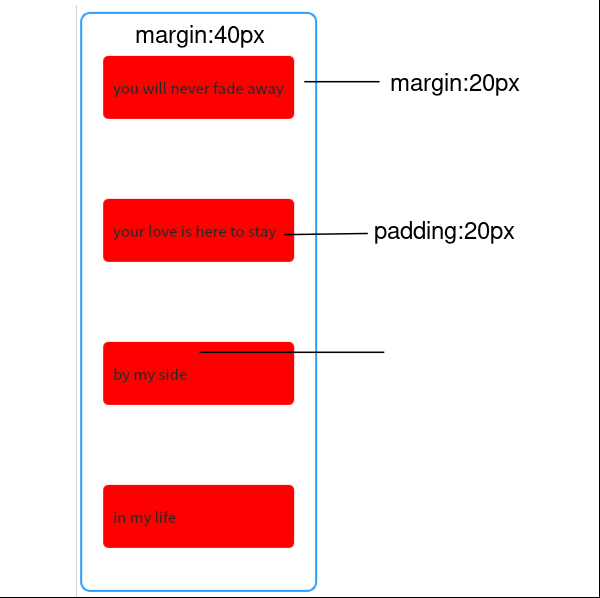 margin:40px
you will never fade away
margin:20px
your love is here to stay
padding:20px
by my side
in my life